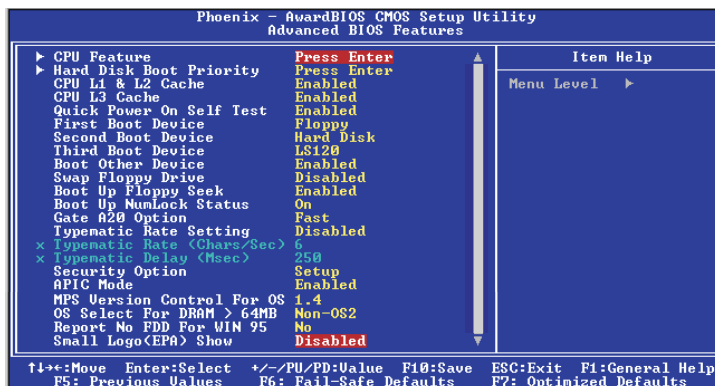 Phoenix - AwardBIOS CMOS Setup Utility
Advanced BIOS Features
CPU Feature Press Enter
Hard Disk Boot Priority Press Enter
CPU L1 & L2 Cache Enabled
CPU L3 Cache Enabled
Quick Power On Self Test Enabled
First Boot Device Floppy
Second Boot Device Hard Disk
Third Boot Device LS120
Boot Other Device Enabled
Swap Floppy Drive Disabled
Boot Up Floppy Seek Enabled
Boot Up NumLock Status On
Gate A20 Option Fast
Typematic Rate Setting Disabled
x Typematic Rate (Chars/Sec) 6
x Typematic Delay (Msec) 250
Security Option Setup
APIC Mode Enabled
MPS Version Control For OS 1.4
OS Select For DRAM > 64MB Non-OS2
Report No FDD For WIN 95 No
Small Logo(EPA) Show Disabled
Item Help
Menu Level
↑↓→←:Move Enter:Select +/-/PU/PD:Value F10:Save ESC:Exit F1:General Help
F5: Previous Values F6: Fail-Safe Defaults F7: Optimized Defaults